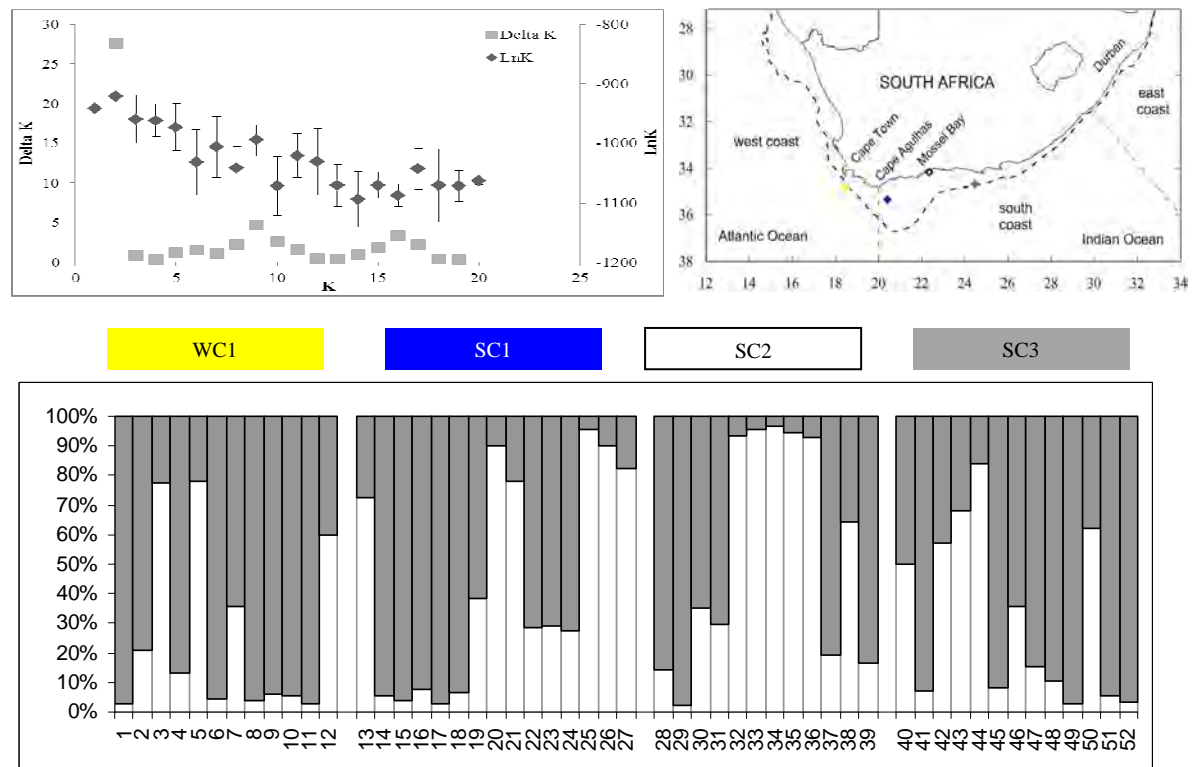 30
25
20
15
10
5
0
Delta K
0 5 10 15 20 25
K
-800
-900
-1000
-1100
-1200
LnK
Delta K
LnK
28
30
32
34
36
38
12 14 16 18 20 22 24 26 28 30 32 34
SOUTH AFRICA
Durban
east
coast
west coast
Cape Town
Cape Agulhas
Mossel Bay
south
coast
Atlantic Ocean
Indian Ocean
WC1 SC1 SC2 SC3
100%
90%
80%
70%
60%
50%
40%
30%
20%
10%
0%
1 2 3 4 5 6 7 8 9 10 11 12 13 14 15 16 17 18 19 20 21 22 23 24 25 26 27 28 29 30 31 32 33 34 35 36 37 38 39 40 41 42 43 44 45 46 47 48 49 50 51 52